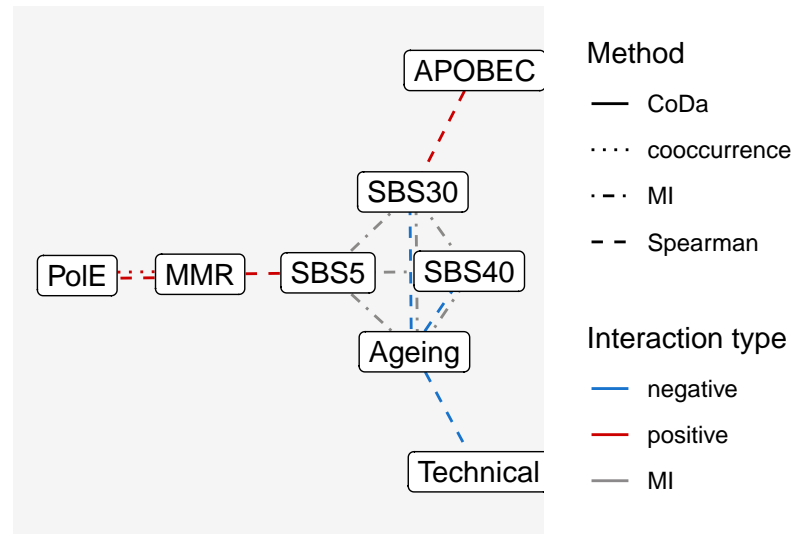 APOBEC
SBS30
PolE
MMR
SBS5
SBS40
Ageing
Technical
Method
CoDa
cooccurrence
MI
Spearman
Interaction type
negative
positive
MI